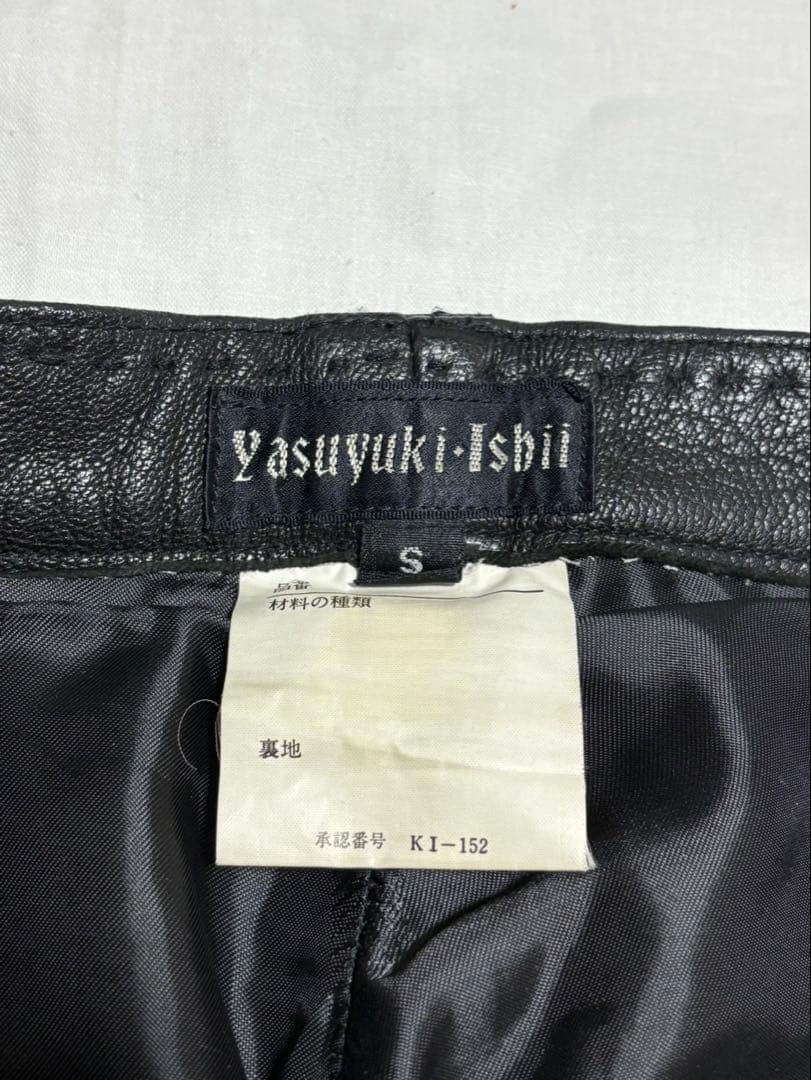 Yasuyuki·Ishii
S
品番
材料の種類
裏地
承認番号 KI-152